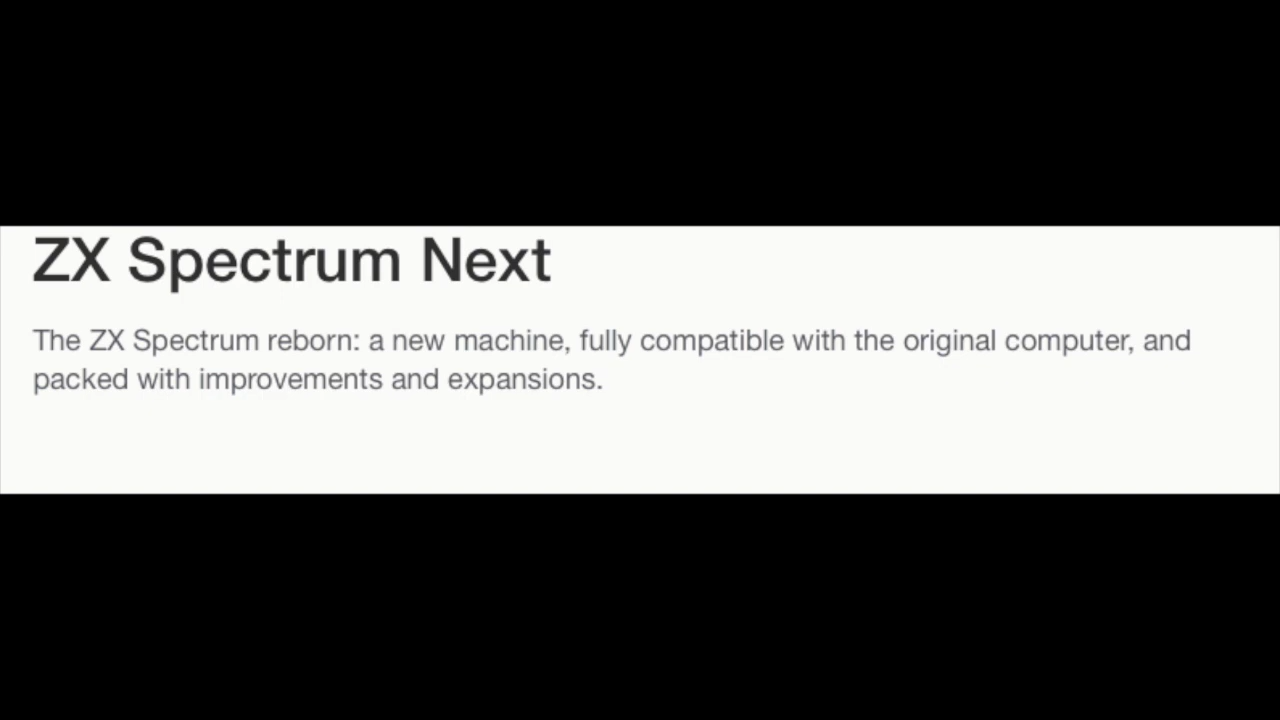 ZX Spectrum Next
The ZX Spectrum reborn: a new machine, fully compatible with the original computer, and
packed with improvements and expansions.